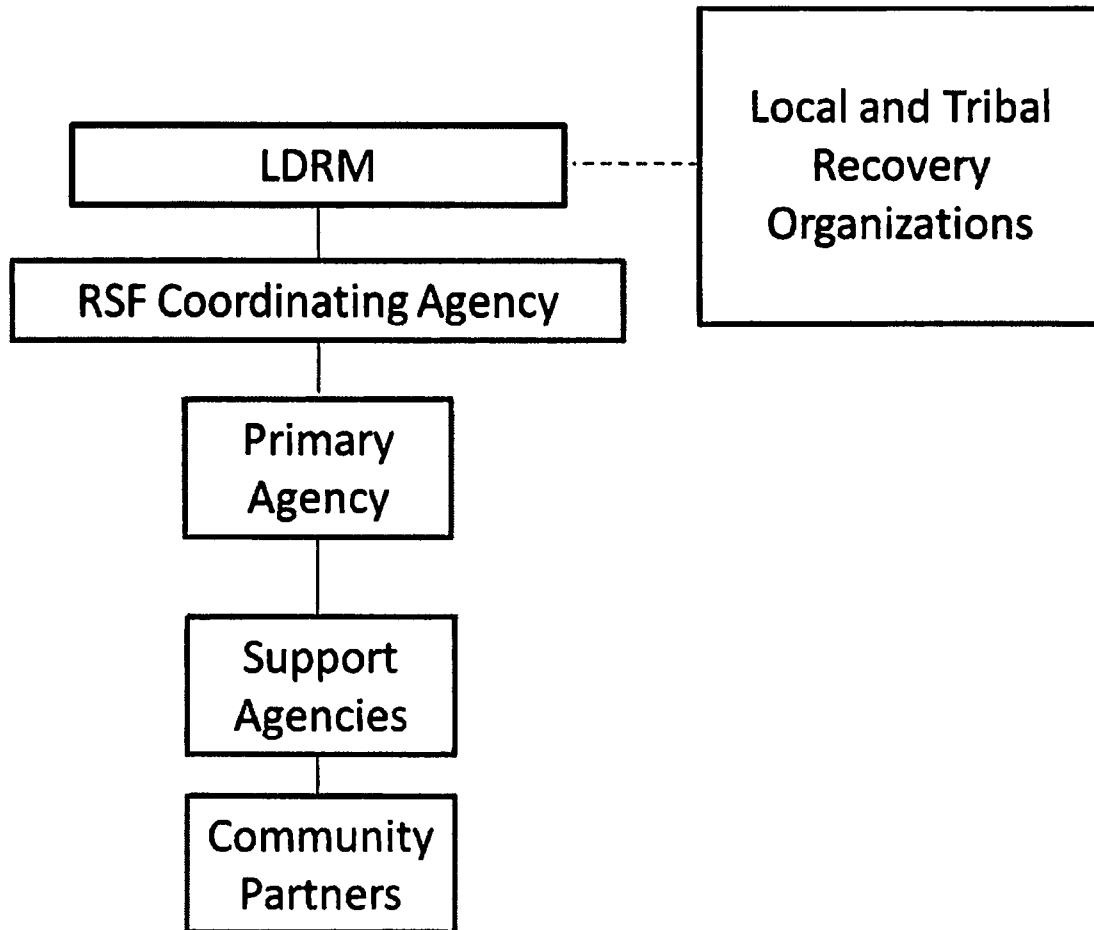 LDRM
Local and Tribal
Recovery
Organizations
RSF Coordinating Agency
Primary
Agency
Support
Agencies
Community
Partners